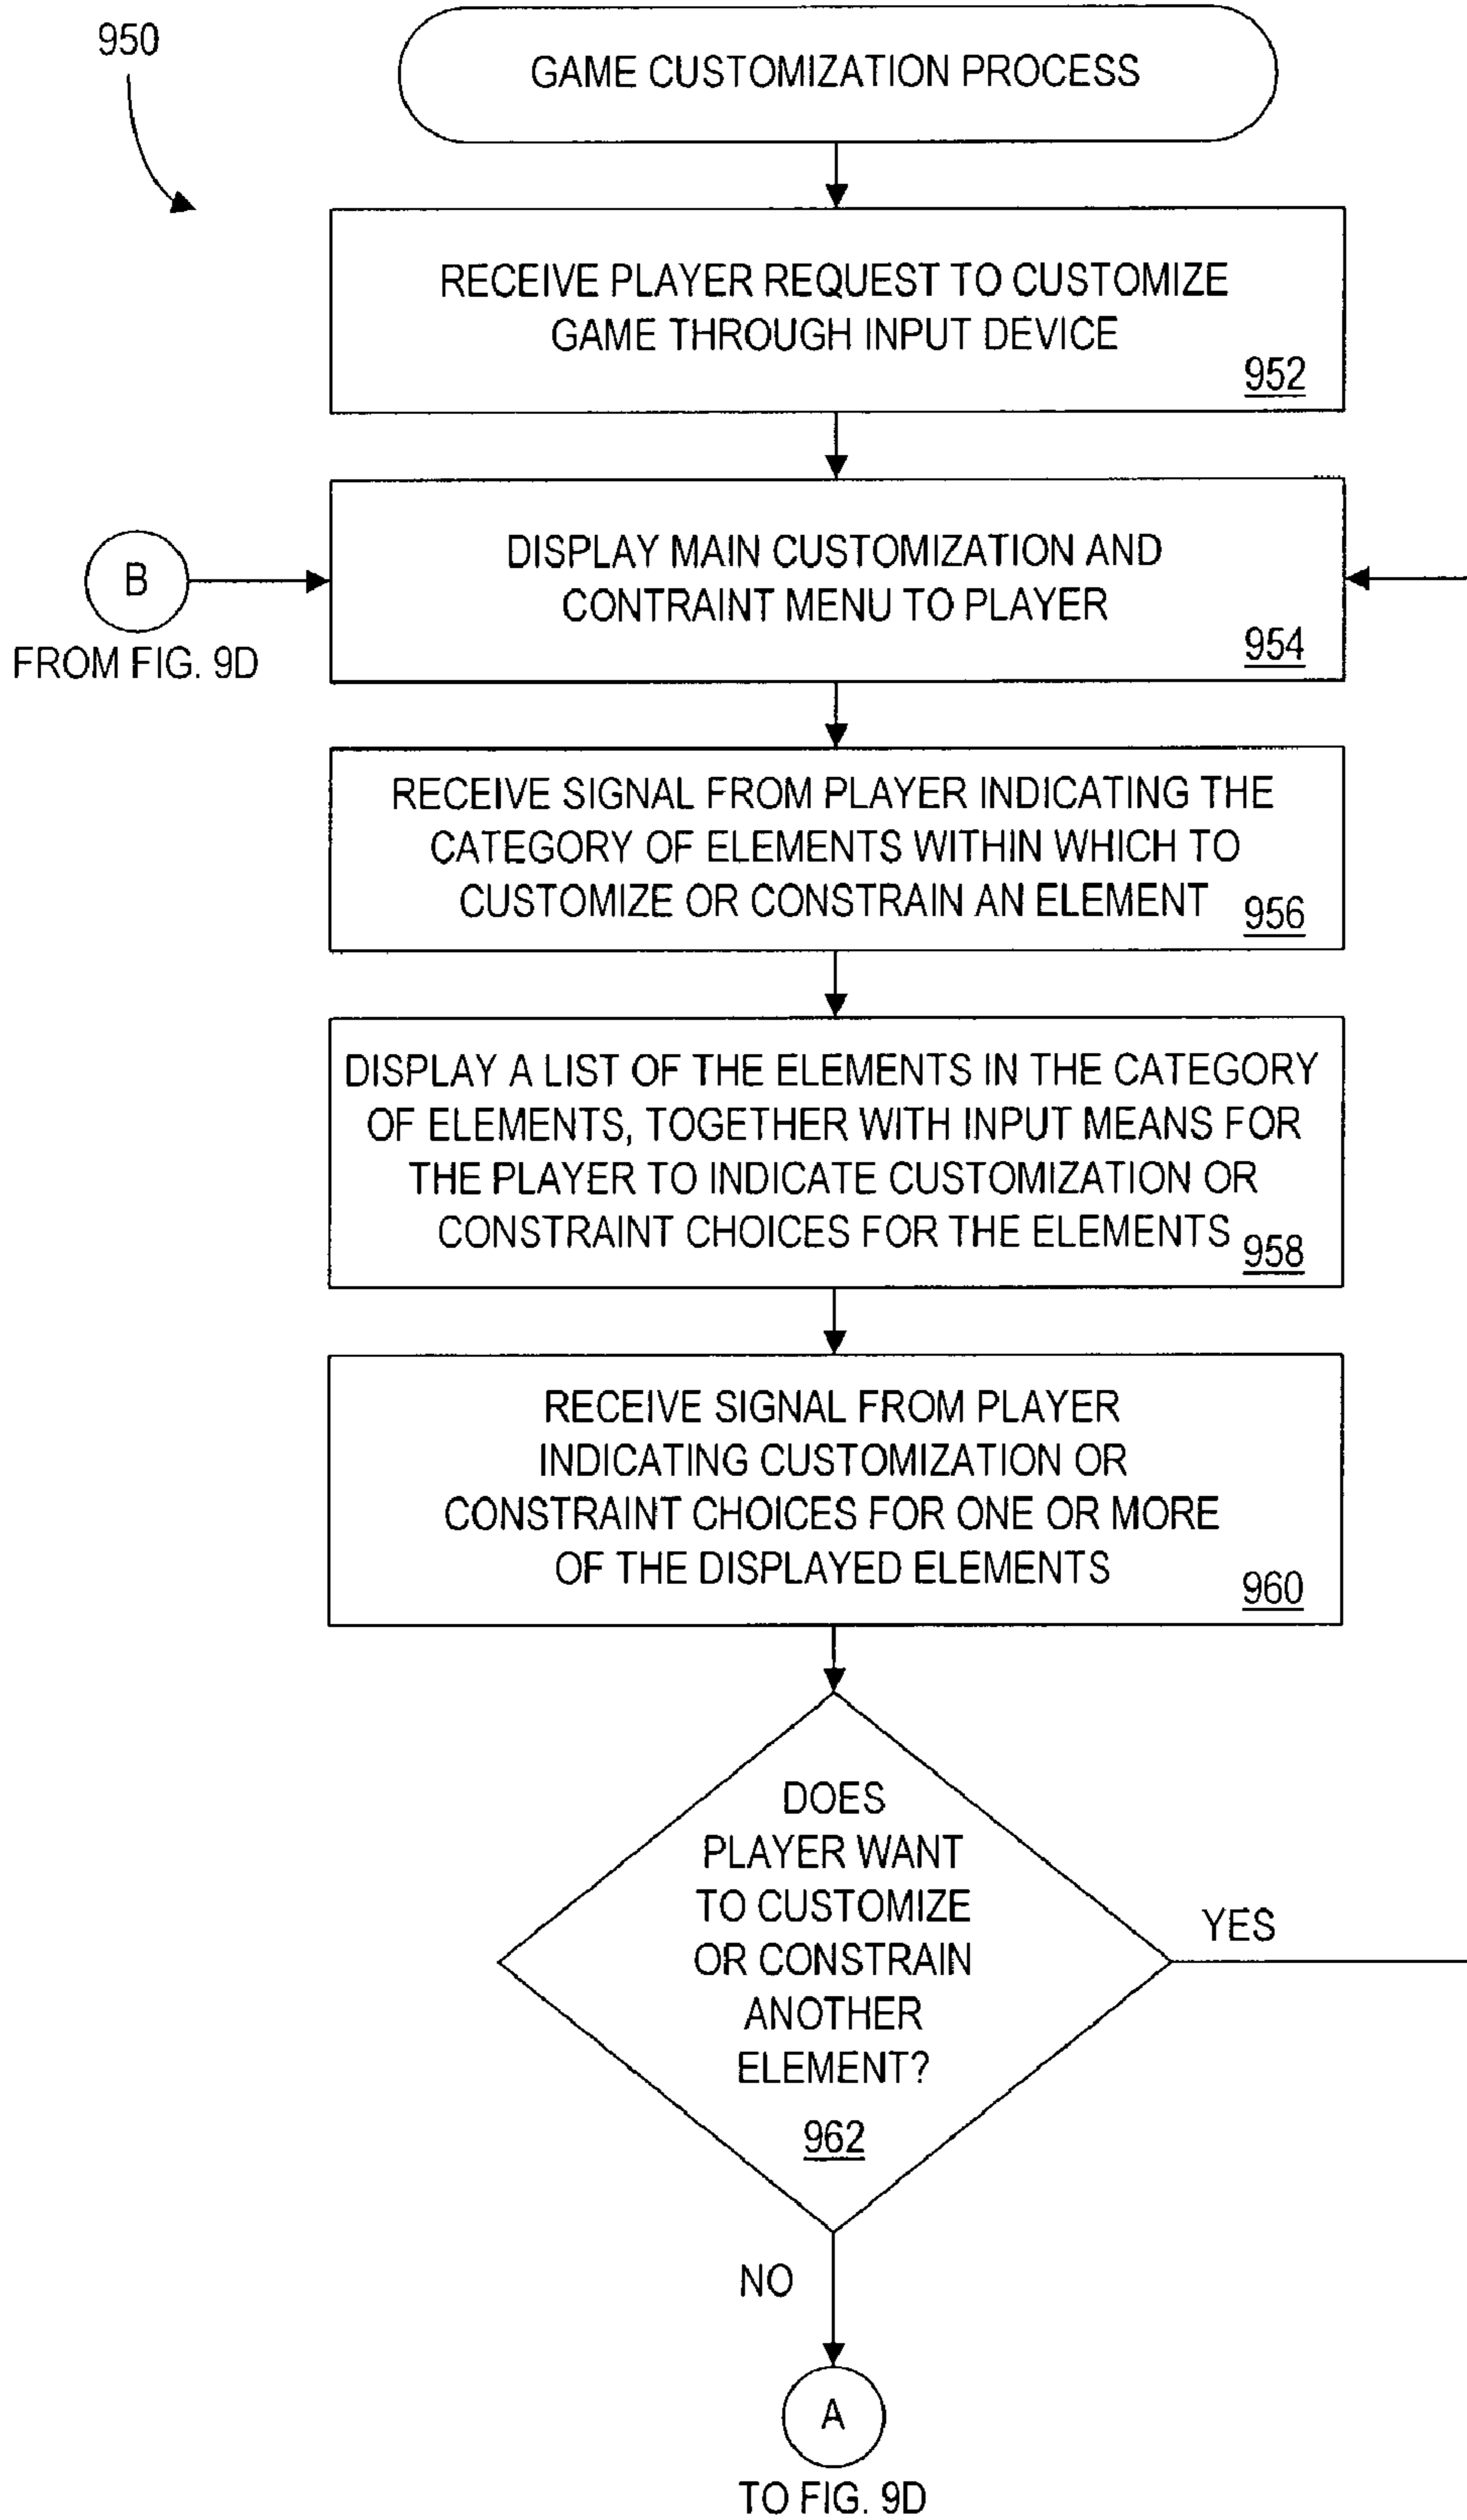 950
GAME CUSTOMIZATION PROCESS
RECEIVE PLAYER REQUEST TO CUSTOMIZE
GAME THROUGH INPUT DEVICE
952
DISPLAY MAIN CUSTOMIZATION AND
CONTRAINT MENU TO PLAYER
954
B
FROM FIG. 9D
RECEIVE SIGNAL FROM PLAYER INDICATING THE
CATEGORY OF ELEMENTS WITHIN WHICH TO
CUSTOMIZE OR CONSTRAIN AN ELEMENT
956
DISPLAY A LIST OF THE ELEMENTS IN THE CATEGORY
OF ELEMENTS, TOGETHER WITH INPUT MEANS FOR
THE PLAYER TO INDICATE CUSTOMIZATION OR
CONSTRAINT CHOICES FOR THE ELEMENTS
958
RECEIVE SIGNAL FROM PLAYER
INDICATING CUSTOMIZATION OR
CONSTRAINT CHOICES FOR ONE OR MORE
OF THE DISPLAYED ELEMENTS
960
DOES
PLAYER WANT
TO CUSTOMIZE
OR CONSTRAIN
ANOTHER
ELEMENT?
962
YES
NO
A
TO FIG. 9D